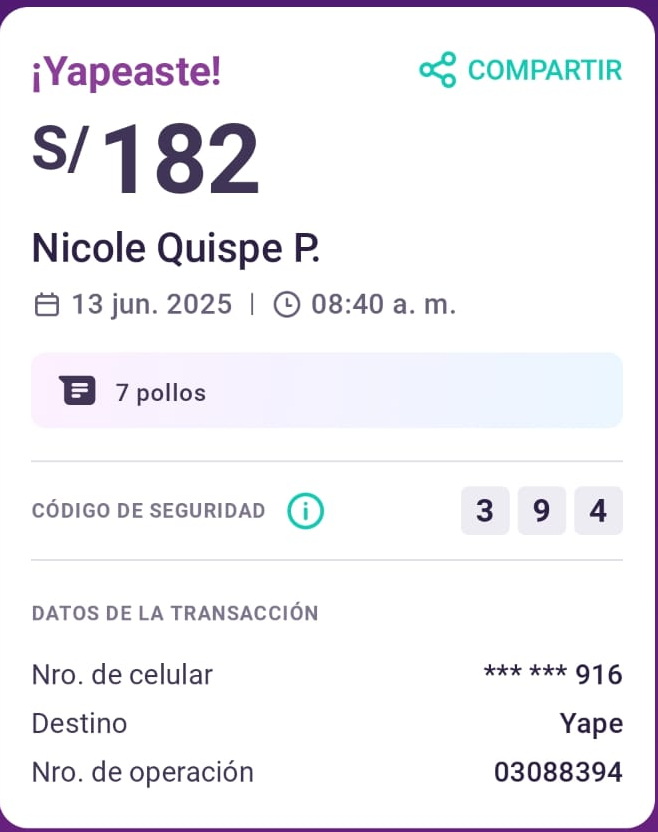 ¡Yapeaste!
COMPARTIR
S/ 182
Nicole Quispe P.
13 jun. 2025 | 08:40 a. m.
7 pollos
CÓDIGO DE SEGURIDAD 3 9 4
DATOS DE LA TRANSACCIÓN
Nro. de celular *** *** 916
Destino Yape
Nro. de operación 03088394